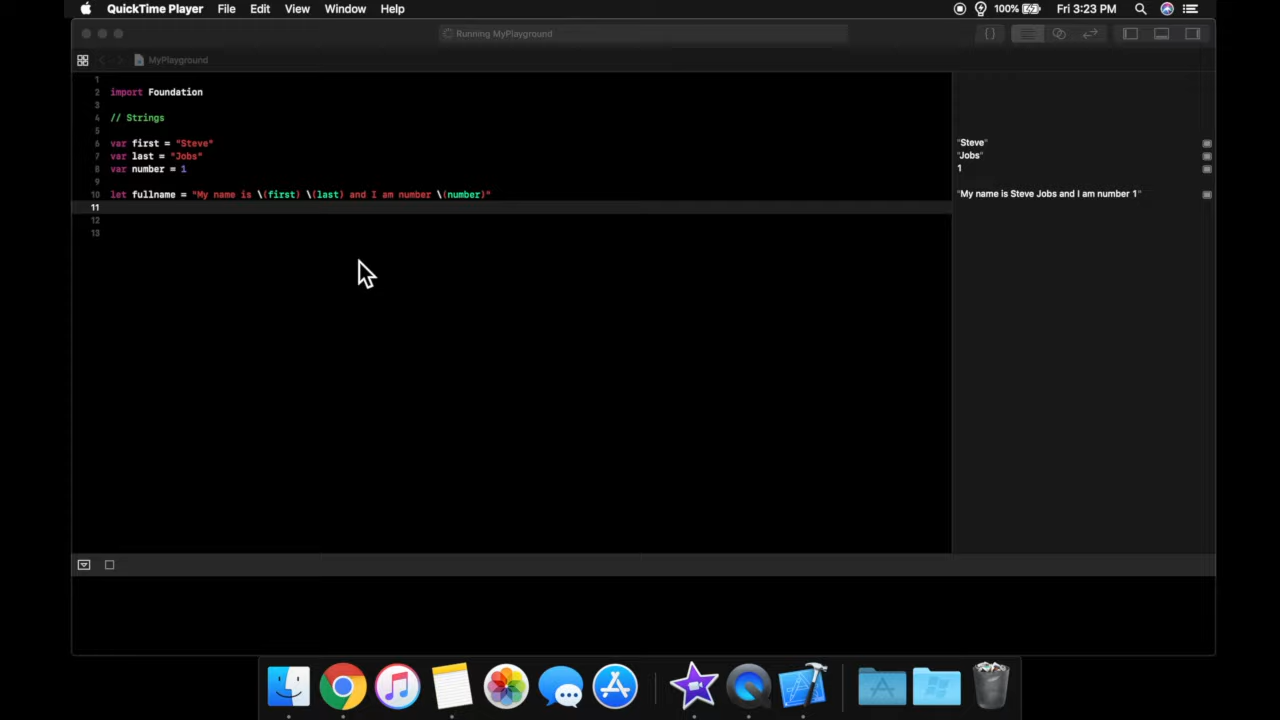 QuickTime Player File Edit View Window Help 100% Fri 3:23 PM
Running MyPlayground
{ }
MyPlayground
1
2 import Foundation
3
4 // Strings
5
6 var first = "Steve" "Steve"
7 var last = "Jobs" "Jobs"
8 var number = 1 1
9
10 let fullname = "My name is \(first) \(last) and I am number \(number)" "My name is Steve Jobs and I am number 1"
11
12
13